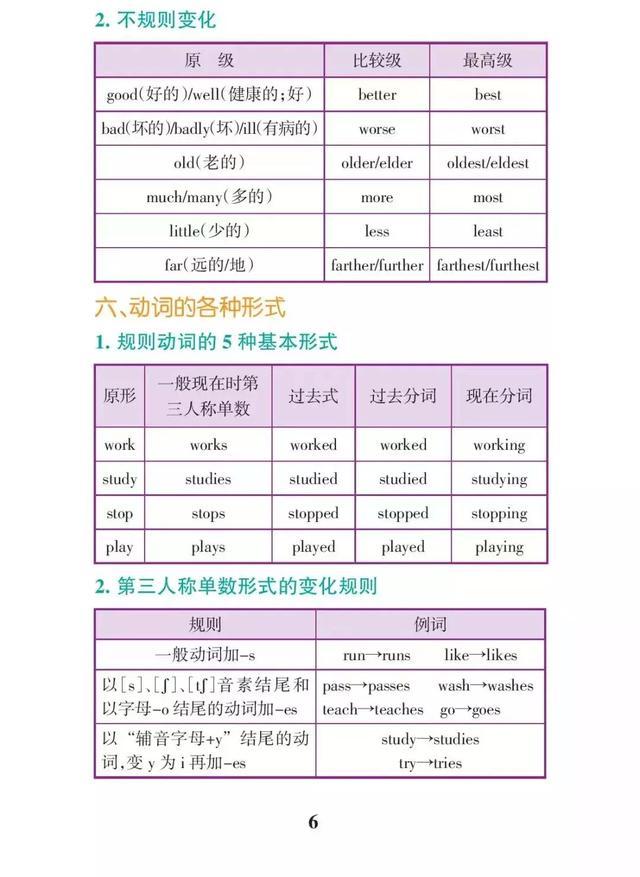 2. 不规则变化
原 级 比较级 最高级
good(好的)/well(健康的;好) better best
bad(坏的)/badly(坏)/ill(有病的) worse worst
old(老的) older/elder oldest/eldest
much/many(多的) more most
little(少的) less least
far(远的/地) farther/further farthest/furthest
六、动词的各种形式
1. 规则动词的 5 种基本形式
原形 一般现在时第 过去式 过去分词 现在分词
三人称单数
work works worked worked working
study studies studied studied studying
stop stops stopped stopped stopping
play plays played played playing
2. 第三人称单数形式的变化规则
规则 例词
一般动词加-s run→runs like→likes
以[s]、[ʃ]、[tʃ]音素结尾和 pass→passes wash→washes
以字母-o 结尾的动词加-es teach→teaches go→goes
以“辅音字母+y”结尾的动 study→studies
词,变 y 为 i 再加-es try→tries
6